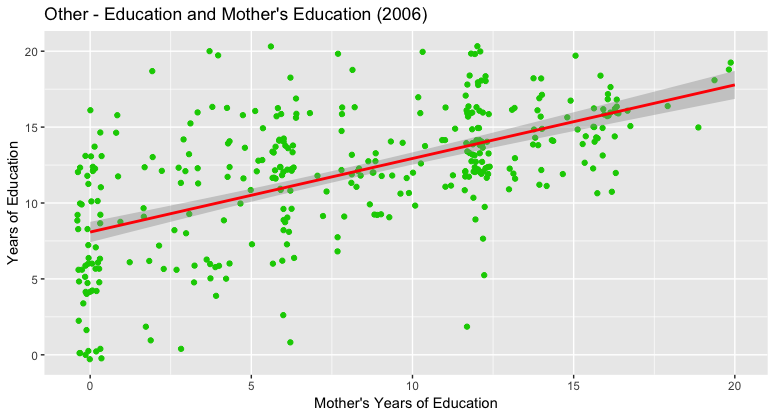 Other - Education and Mother's Education (2006)
20
15
10
5
0
Years of Education
0 5 10 15 20
Mother's Years of Education